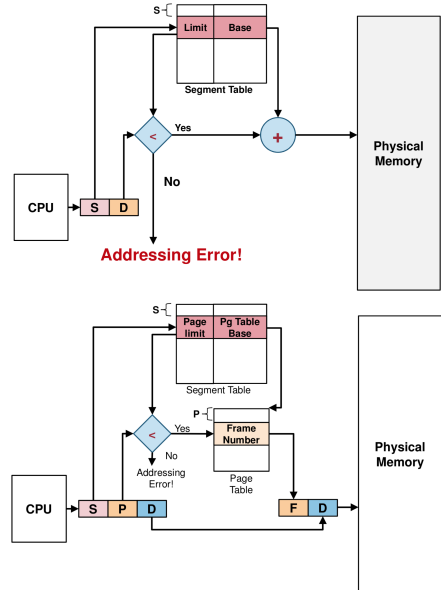 S
Limit
Base
Segment Table
<
Yes
+
No
Physical
Memory
CPU
S
D
Addressing Error!
S
Page
limit
Pg Table
Base
Segment Table
P
<
Yes
Frame
Number
No
Addressing
Error!
Page
Table
Physical
Memory
CPU
S
P
D
F
D